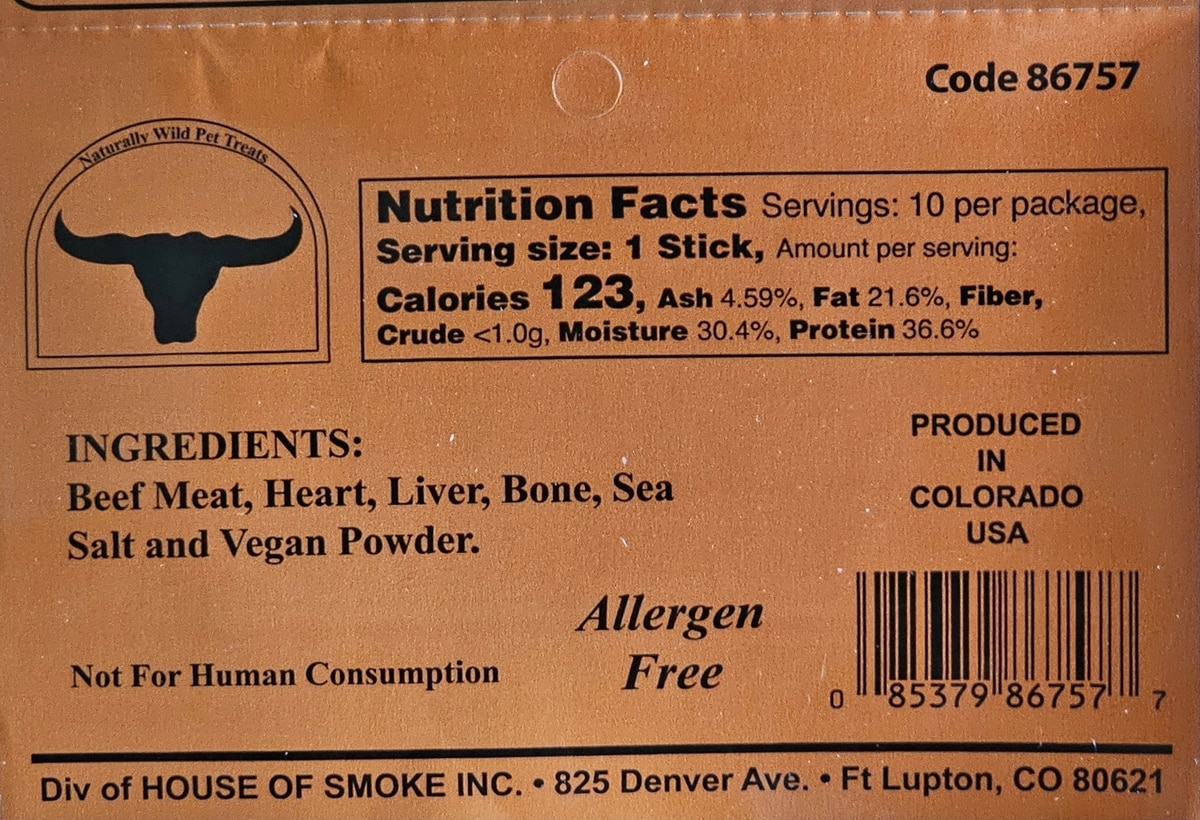 Code 86757
Naturally Wild Pet Treats
Nutrition Facts Servings: 10 per package,
Serving size: 1 Stick, Amount per serving:
Calories 123, Ash 4.59%, Fat 21.6%, Fiber,
Crude <1.0g, Moisture 30.4%, Protein 36.6%
INGREDIENTS:
Beef Meat, Heart, Liver, Bone, Sea
Salt and Vegan Powder.
PRODUCED
IN
COLORADO
USA
Allergen
Free
Not For Human Consumption
0 85379 86757 7
Div of HOUSE OF SMOKE INC. • 825 Denver Ave. • Ft Lupton, CO 80621